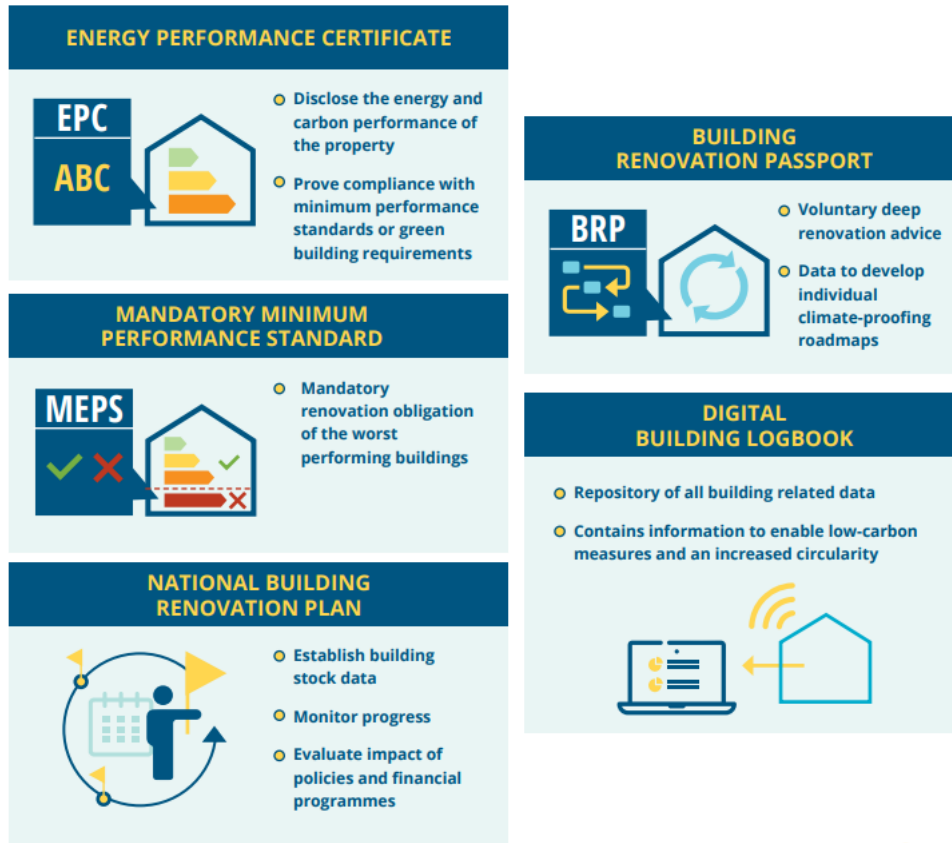 ENERGY PERFORMANCE CERTIFICATE
EPC
ABC
Disclose the energy and
carbon performance of
the property
Prove compliance with
minimum performance
standards or green
building requirements
MANDATORY MINIMUM
PERFORMANCE STANDARD
MEPS
Mandatory
renovation obligation
of the worst
performing buildings
NATIONAL BUILDING
RENOVATION PLAN
Establish building
stock data
Monitor progress
Evaluate impact of
policies and financial
programmes
BUILDING
RENOVATION PASSPORT
BRP
Voluntary deep
renovation advice
Data to develop
individual
climate-proofing
roadmaps
DIGITAL
BUILDING LOGBOOK
Repository of all building related data
Contains information to enable low-carbon
measures and an increased circularity